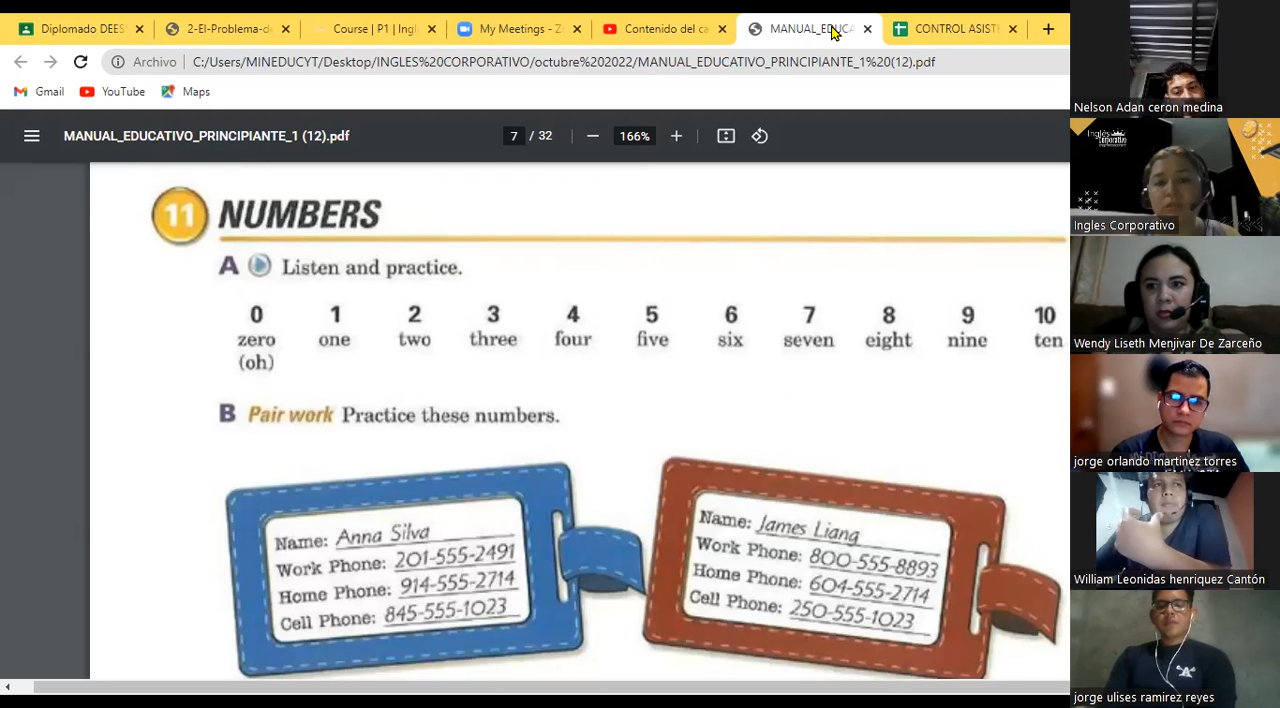 Diplomado DEES
2-El-Problema-d
Course | P1 | Ingl
My Meetings - Z
Contenido del ca
MANUAL_EDUCA
CONTROL ASIST
Archivo
C:/Users/MINEDUCYT/Desktop/INGLES%20CORPORATIVO/octubre%202022/MANUAL_EDUCATIVO_PRINCIPIANTE_1%20(12).pdf
Gmail
YouTube
Maps
MANUAL_EDUCATIVO_PRINCIPIANTE_1 (12).pdf
7 / 32
166%
11 NUMBERS
A Listen and practice.
0 1 2 3 4 5 6 7 8 9 10
zero one two three four five six seven eight nine ten
(oh)
B Pair work Practice these numbers.
Name: Anna Silva
Work Phone: 201-555-2491
Home Phone: 914-555-2714
Cell Phone: 845-555-1023
Name: James Liang
Work Phone: 800-555-8893
Home Phone: 604-555-2714
Cell Phone: 250-555-1023
Nelson Adan ceron medina
Inglés
Corporativo
Ingles Corporativo
Wendy Liseth Menjivar De Zarceño
jorge orlando martinez torres
William Leonidas henriquez Cantón
jorge ulises ramirez reyes